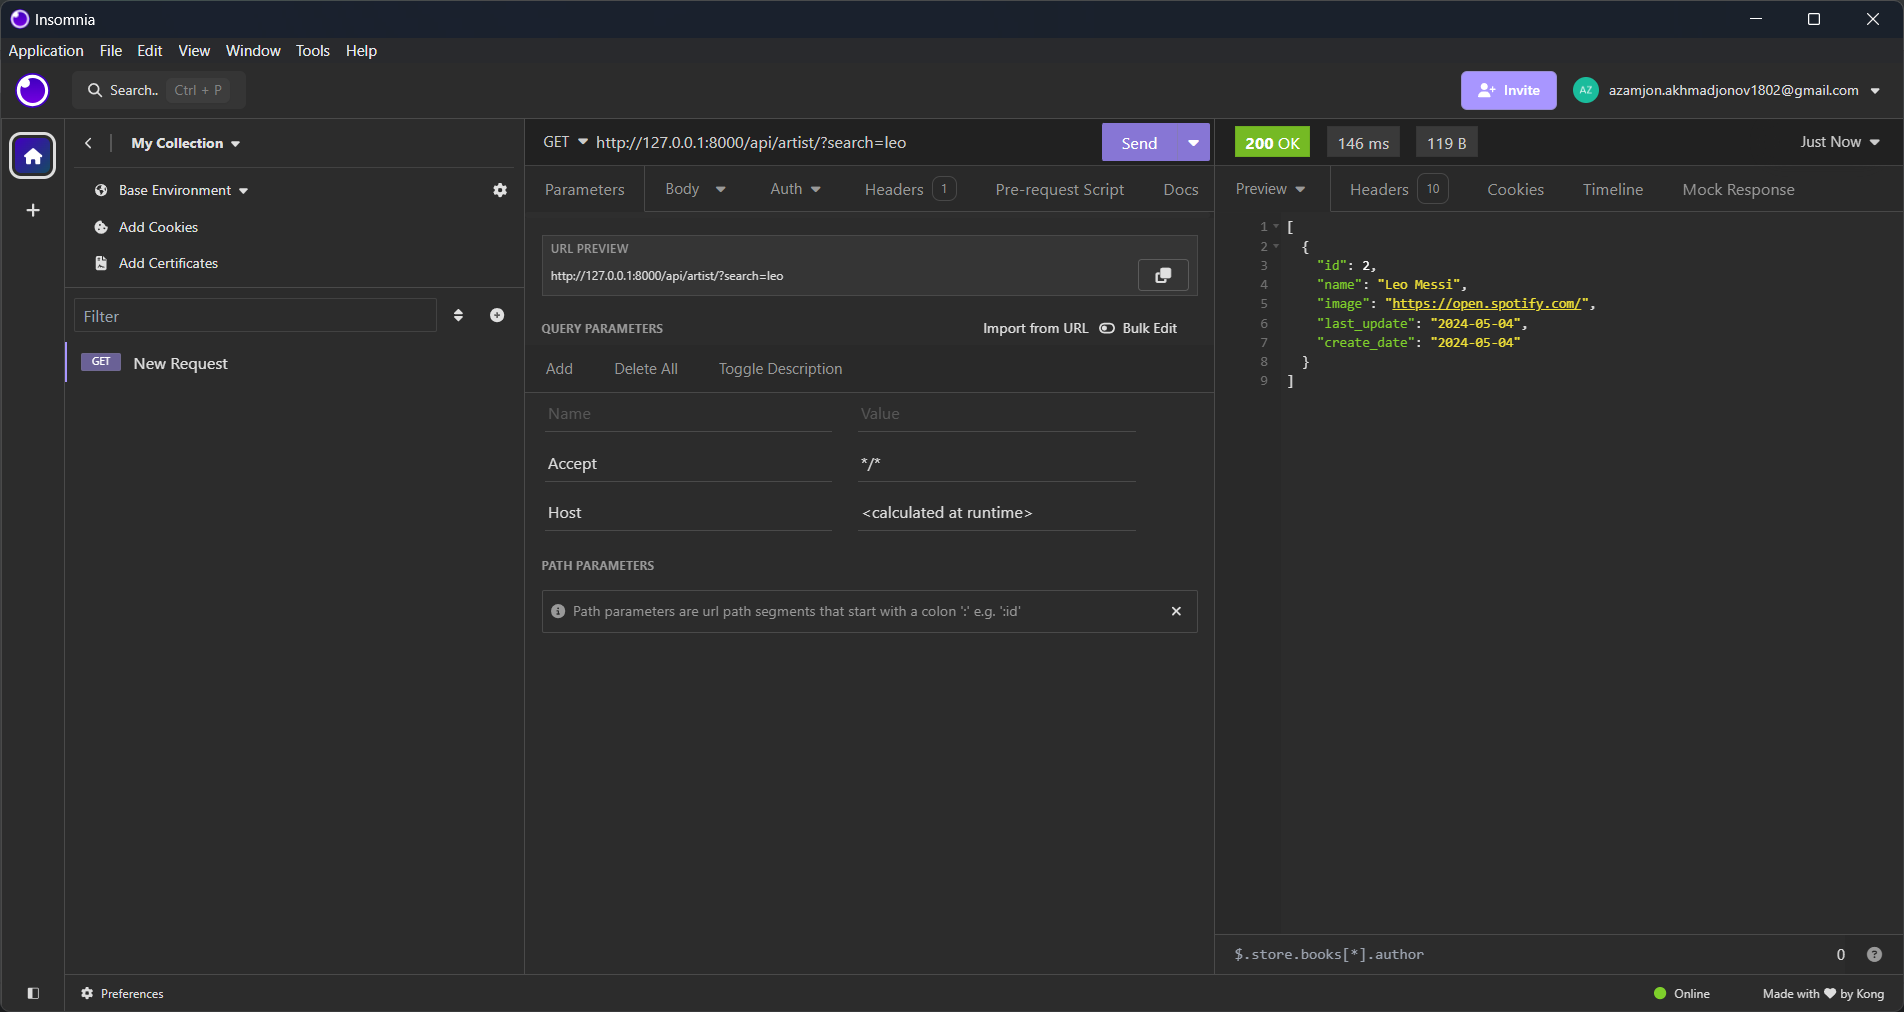 Insomnia
Application File Edit View Window Tools Help
Search.. Ctrl + P
Invite
AZ azamjon.akhmadjonov1802@gmail.com
My Collection
Base Environment
Add Cookies
Add Certificates
Filter
GET New Request
GET http://127.0.0.1:8000/api/artist/?search=leo Send
Parameters Body Auth Headers 1 Pre-request Script Docs
URL PREVIEW
http://127.0.0.1:8000/api/artist/?search=leo
QUERY PARAMETERS Import from URL Bulk Edit
Add Delete All Toggle Description
Name Value
Accept */*
Host <calculated at runtime>
PATH PARAMETERS
Path parameters are url path segments that start with a colon ':' e.g. ':id'
200 OK 146 ms 119 B Just Now
Preview Headers 10 Cookies Timeline Mock Response
1 [
2 {
3 "id": 2,
4 "name": "Leo Messi",
5 "image": "https://open.spotify.com/",
6 "last_update": "2024-05-04",
7 "create_date": "2024-05-04"
8 }
9 ]
$.store.books[*].author 0
Preferences
Online
Made with ♥ by Kong